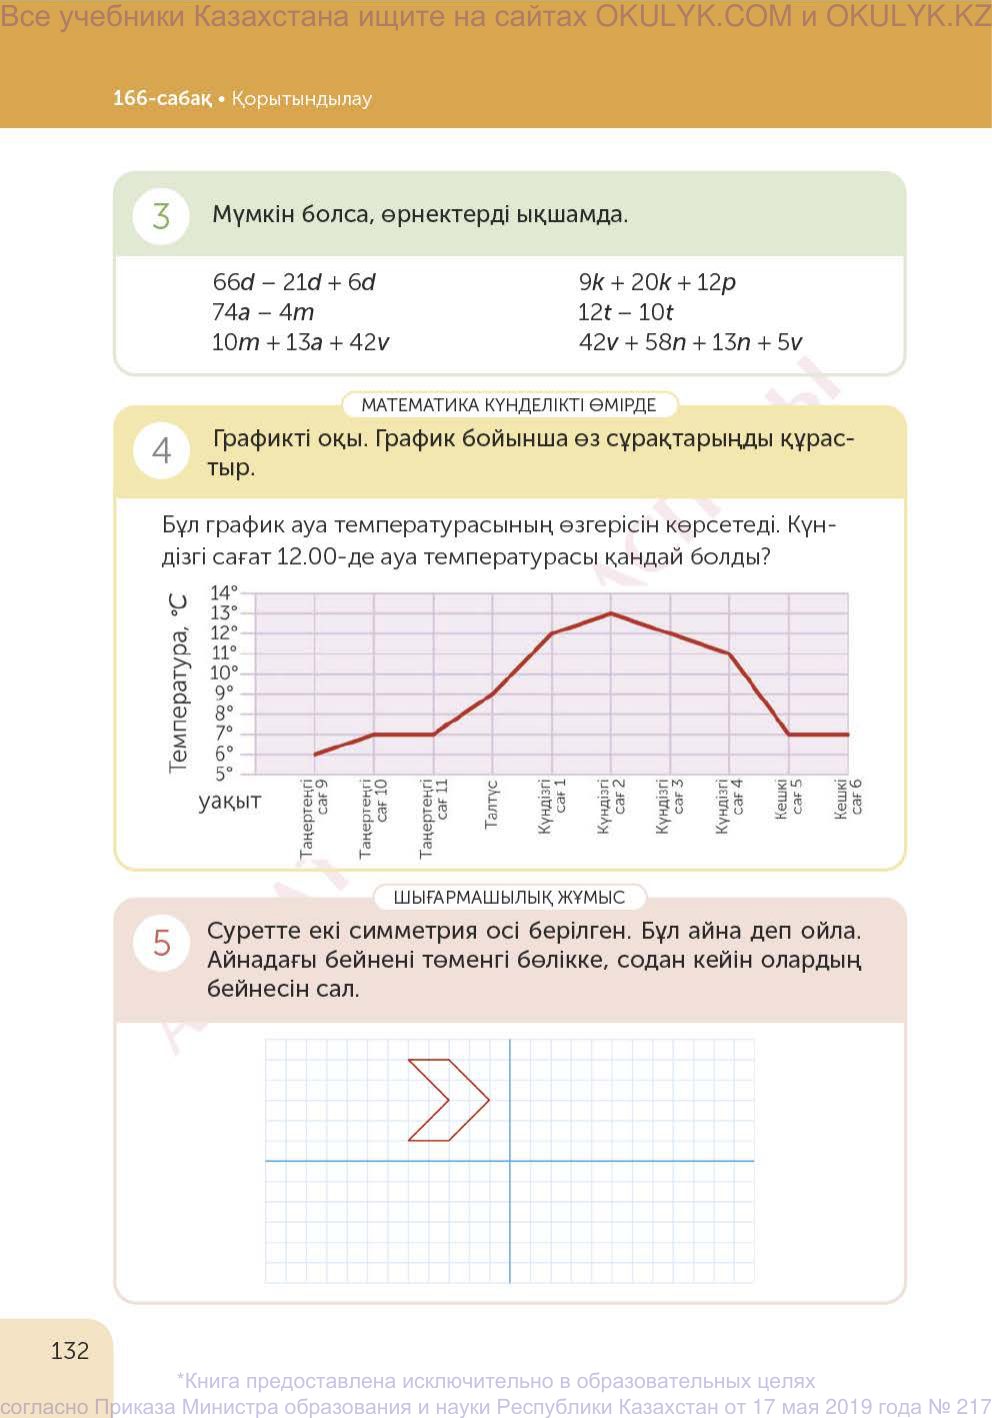 Все учебники Казахстана ищите на сайтах OKULYK.COM и OKULYK.KZ
166-сабақ • Қорытындылау
3
Мүмкін болса, өрнектерді ықшамда.
66d – 21d + 6d
74a – 4m
10m + 13a + 42v
9k + 20k + 12p
12t – 10t
42v + 58n + 13n + 5v
МАТЕМАТИКА КҮНДЕЛІКТІ ӨМІРДЕ
4
Графикті оқы. График бойынша өз сұрақтарыңды құрас-
тыр.
Бұл график ауа температурасының өзгерісін көрсетеді. Күн-
дізгі сағат 12.00-де ауа температурасы қандай болды?
Температура, °C
14°
13°
12°
11°
10°
9°
8°
7°
6°
5°
уақыт
Таңертеңгі
сағ 9
Таңертеңгі
сағ 10
Таңертеңгі
сағ 11
Талтүс
Күндізгі
сағ 1
Күндізгі
сағ 2
Күндізгі
сағ 3
Күндізгі
сағ 4
Кешкі
сағ 5
Кешкі
сағ 6
ШЫҒАРМАШЫЛЫҚ ЖҰМЫС
5
Суретте екі симметрия осі берілген. Бұл айна деп ойла.
Айнадағы бейнені төменгі бөлікке, содан кейін олардың
бейнесін сал.
132
*Книга предоставлена исключительно в образовательных целях
согласно Приказа Министра образования и науки Республики Казахстан от 17 мая 2019 года № 217